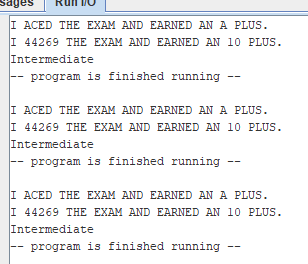 sages Run I/O
I ACED THE EXAM AND EARNED AN A PLUS.
I 44269 THE EXAM AND EARNED AN 10 PLUS.
Intermediate
-- program is finished running --
I ACED THE EXAM AND EARNED AN A PLUS.
I 44269 THE EXAM AND EARNED AN 10 PLUS.
Intermediate
-- program is finished running --
I ACED THE EXAM AND EARNED AN A PLUS.
I 44269 THE EXAM AND EARNED AN 10 PLUS.
Intermediate
-- program is finished running --